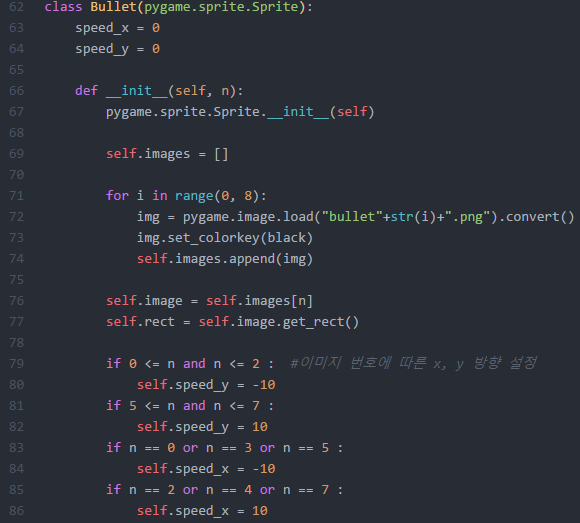 62 class Bullet(pygame.sprite.Sprite):
63     speed_x = 0
64     speed_y = 0
65
66     def __init__(self, n):
67         pygame.sprite.Sprite.__init__(self)
68
69         self.images = []
70
71         for i in range(0, 8):
72             img = pygame.image.load("bullet"+str(i)+".png").convert()
73             img.set_colorkey(black)
74             self.images.append(img)
75
76         self.image = self.images[n]
77         self.rect = self.image.get_rect()
78
79         if 0 <= n and n <= 2 :  #이미지 번호에 따른 x, y 방향 설정
80             self.speed_y = -10
81         if 5 <= n and n <= 7 :
82             self.speed_y = 10
83         if n == 0 or n == 3 or n == 5 :
84             self.speed_x = -10
85         if n == 2 or n == 4 or n == 7 :
86             self.speed_x = 10